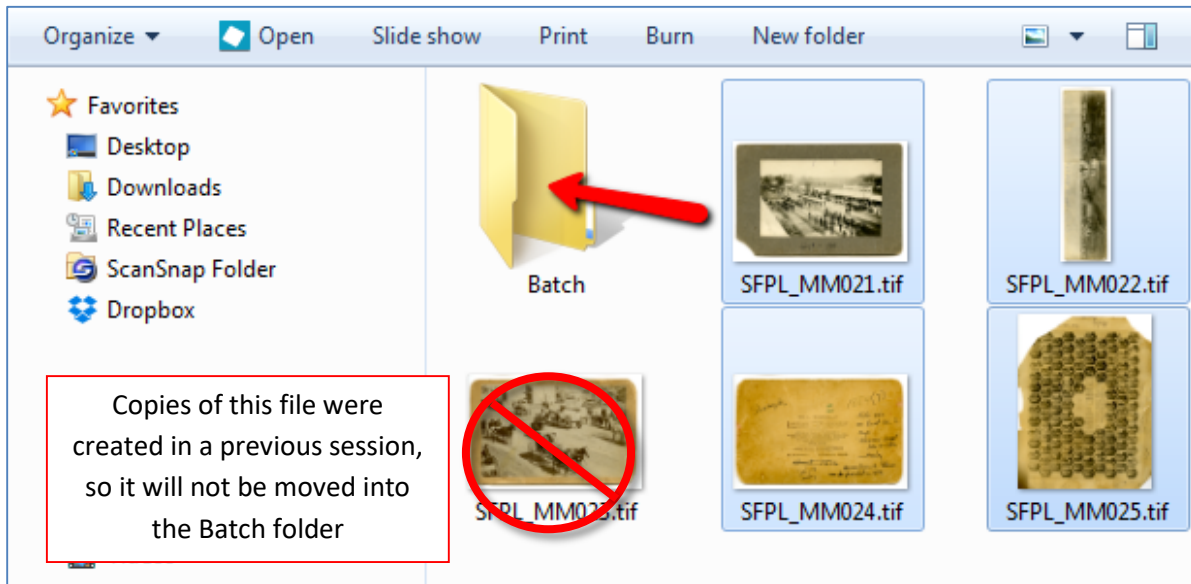 Organize Open Slide show Print Burn New folder
Favorites
Desktop
Downloads
Recent Places
ScanSnap Folder
Dropbox
Batch SFPL_MM021.tif SFPL_MM022.tif
Copies of this file were
created in a previous session,
so it will not be moved into
the Batch folder
SFPL_MM023.tif SFPL_MM024.tif SFPL_MM025.tif